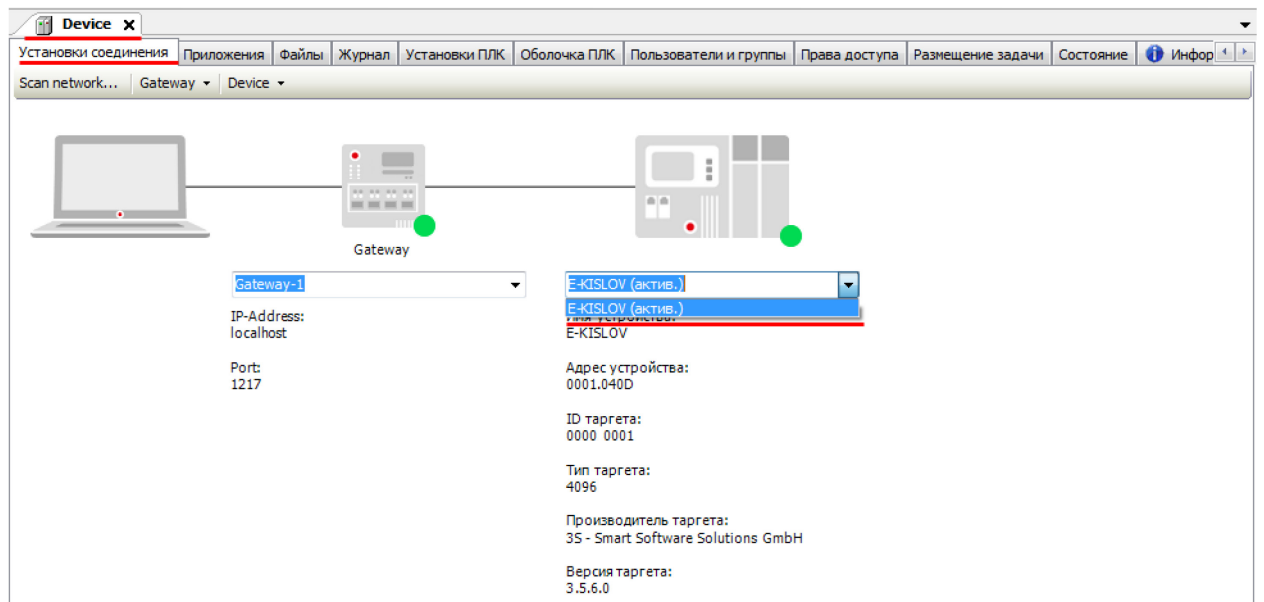 Device
Установки соединения Приложения Файлы Журнал Установки ПЛК Оболочка ПЛК Пользователи и группы Права доступа Размещение задачи Состояние Инфор
Scan network... Gateway Device
Gateway
Gateway-1 E-KISLOV (актив.)
E-KISLOV (актив.)
IP-Address: Имя устройства:
localhost E-KISLOV
Port: Адрес устройства:
1217 0001.040D
ID таргета:
0000 0001
Тип таргета:
4096
Производитель таргета:
3S - Smart Software Solutions GmbH
Версия таргета:
3.5.6.0